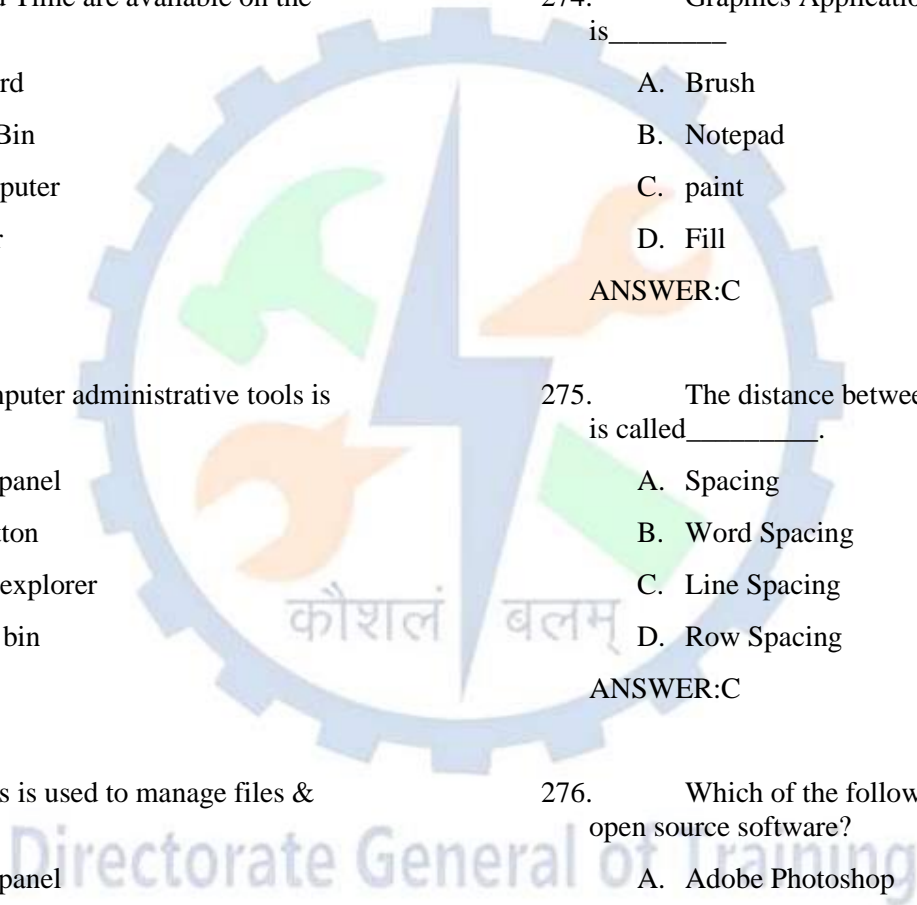 Time are available on the
rd
Bin
puter
r
mputer administrative tools is
panel
ton
explorer
bin
s is used to manage files &
panel
274. Graphics Application
is________
A. Brush
B. Notepad
C. paint
D. Fill
ANSWER:C
275. The distance betwee
is called_________.
A. Spacing
B. Word Spacing
C. Line Spacing
D. Row Spacing
ANSWER:C
276. Which of the follow
open source software?
A. Adobe Photoshop
कौशलं बलम्
Directorate General of Training